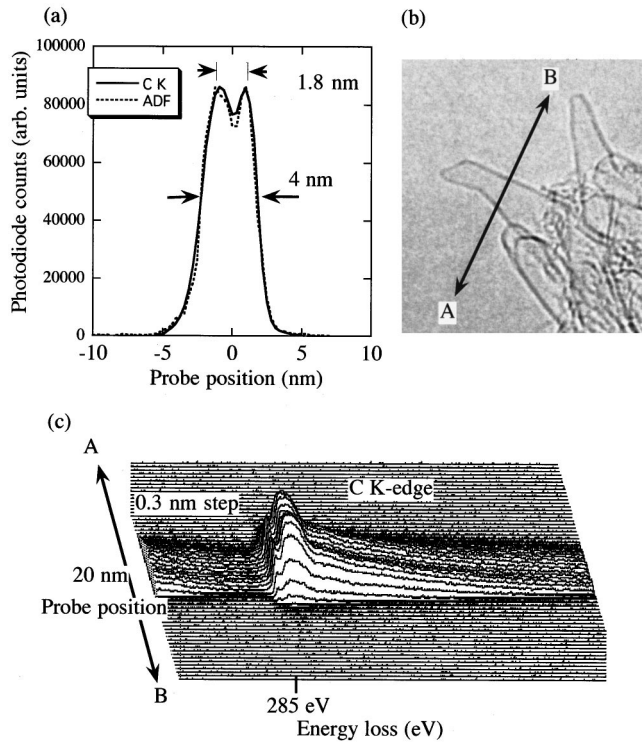 (a)
100000
80000
60000
40000
20000
0
-10
-5
0
5
10
Photodiode counts (arb. units)
Probe position (nm)
C K
ADF
1.8 nm
4 nm
(b)
B
A
(c)
A
0.3 nm step
C K-edge
20 nm
Probe position
B
285 eV
Energy loss (eV)